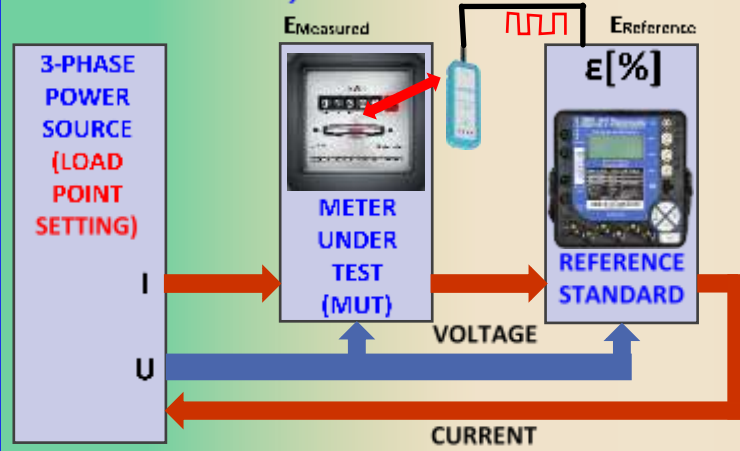 EMeasured
EReference
3-PHASE
POWER
SOURCE
(LOAD
POINT
SETTING)
ε[%]
METER
UNDER
TEST
(MUT)
REFERENCE
STANDARD
I
VOLTAGE
U
CURRENT